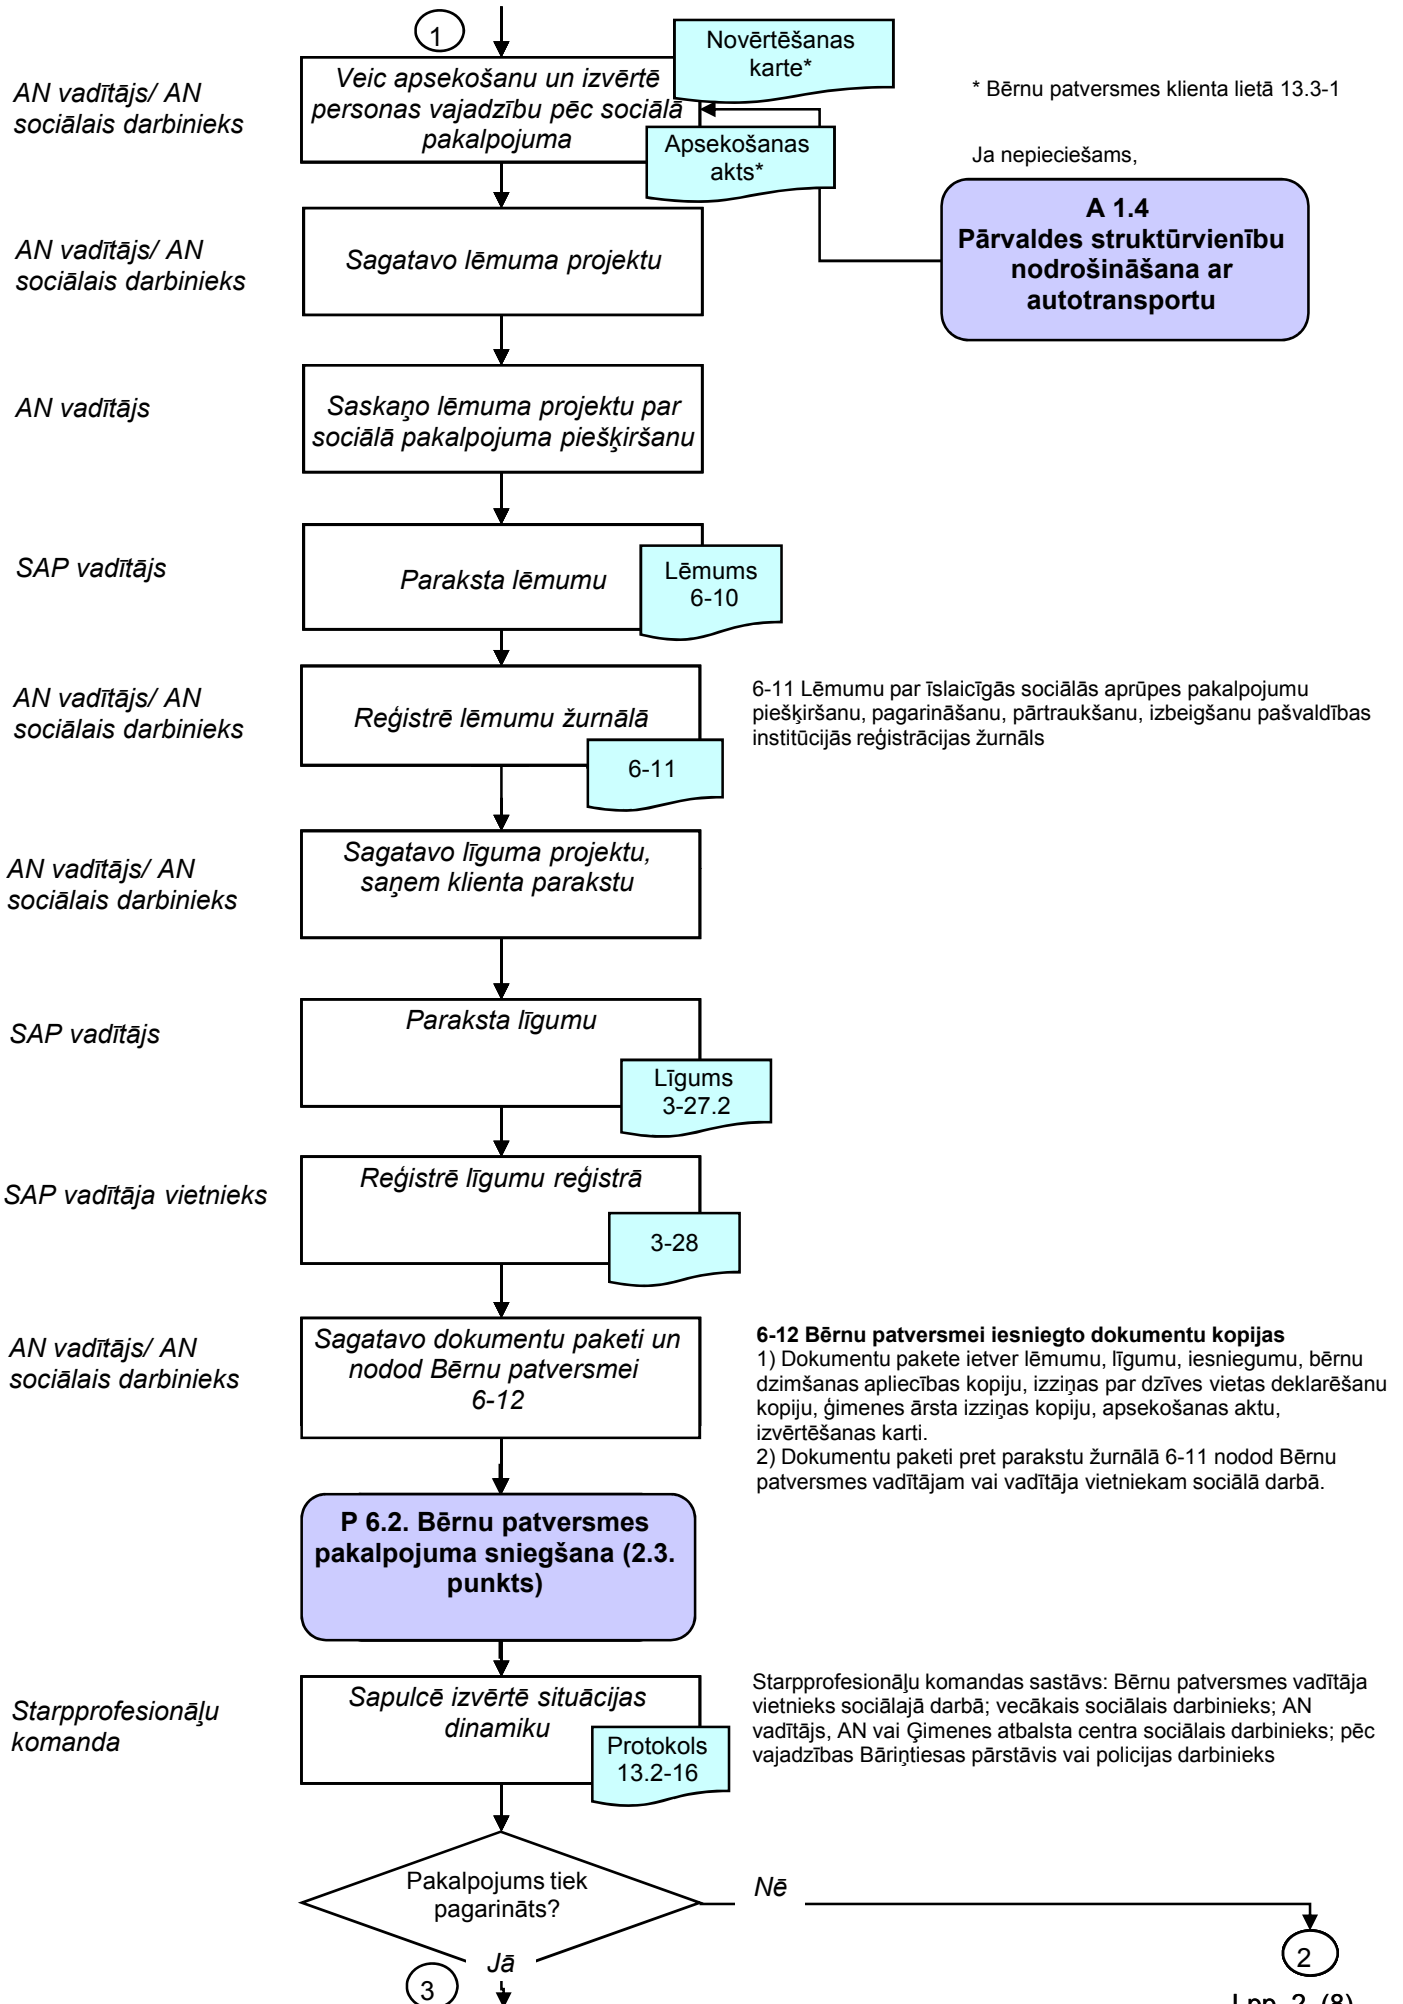 1
AN vadītājs/ AN
sociālais darbinieks
Veic apsekošanu un izvērtē
personas vajadzību pēc sociālā
pakalpojuma
Novērtēšanas
karte*
Apsekošanas
akts*
* Bērnu patversmes klienta lietā 13.3-1
Ja nepieciešams,
A 1.4
Pārvaldes struktūrvienību
nodrošināšana ar
autotransportu
AN vadītājs/ AN
sociālais darbinieks
Sagatavo lēmuma projektu
AN vadītājs
Saskaņo lēmuma projektu par
sociālā pakalpojuma piešķiršanu
SAP vadītājs
Paraksta lēmumu
Lēmums
6-10
AN vadītājs/ AN
sociālais darbinieks
Reģistrē lēmumu žurnālā
6-11
6-11 Lēmumu par īslaicīgās sociālās aprūpes pakalpojumu
piešķiršanu, pagarināšanu, pārtraukšanu, izbeigšanu pašvaldības
institūcijās reģistrācijas žurnāls
AN vadītājs/ AN
sociālais darbinieks
Sagatavo līguma projektu,
saņem klienta parakstu
SAP vadītājs
Paraksta līgumu
Līgums
3-27.2
SAP vadītāja vietnieks
Reģistrē līgumu reģistrā
3-28
AN vadītājs/ AN
sociālais darbinieks
Sagatavo dokumentu paketi un
nodod Bērnu patversmei
6-12
6-12 Bērnu patversmei iesniegto dokumentu kopijas
1) Dokumentu pakete ietver lēmumu, līgumu, iesniegumu, bērnu
dzimšanas apliecības kopiju, izziņas par dzīves vietas deklarēšanu
kopiju, ģimenes ārsta izziņas kopiju, apsekošanas aktu,
izvērtēšanas karti.
2) Dokumentu paketi pret parakstu žurnālā 6-11 nodod Bērnu
patversmes vadītājam vai vadītāja vietniekam sociālā darbā.
P 6.2. Bērnu patversmes
pakalpojuma sniegšana (2.3.
punkts)
Starpprofesionāļu
komanda
Sapulcē izvērtē situācijas
dinamiku
Protokols
13.2-16
Starpprofesionāļu komandas sastāvs: Bērnu patversmes vadītāja
vietnieks sociālajā darbā; vecākais sociālais darbinieks; AN
vadītājs, AN vai Ģimenes atbalsta centra sociālais darbinieks; pēc
vajadzības Bāriņtiesas pārstāvis vai policijas darbinieks
Pakalpojums tiek
pagarināts?
Nē
Jā
2
3
Lpp. 2. (8)